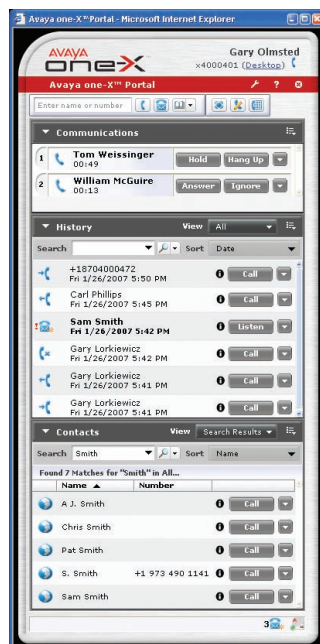 Avaya one-X™Portal - Microsoft Internet Explorer
AVAYA
one-X
Gary Olmsted
x4000401 (Desktop)
Avaya one-X™ Portal
?
Enter name or number
Communications
1 Tom Weissinger Hold Hang Up
00:49
2 William McGuire Answer Ignore
00:13
History View All
Search Sort Date
+18704000472 Call
Fri 1/26/2007 5:50 PM
Carl Phillips Call
Fri 1/26/2007 5:45 PM
Sam Smith Listen
Fri 1/26/2007 5:42 PM
Gary Lorkiewicz Call
Fri 1/26/2007 5:42 PM
Gary Lorkiewicz Call
Fri 1/26/2007 5:41 PM
Gary Lorkiewicz Call
Fri 1/26/2007 5:41 PM
Contacts View Search Results
Search Smith Sort Name
Found 7 Matches for "Smith" in All...
Name Number
A J. Smith Call
Chris Smith Call
Pat Smith Call
S. Smith +1 973 490 1141 Call
Sam Smith Call
3